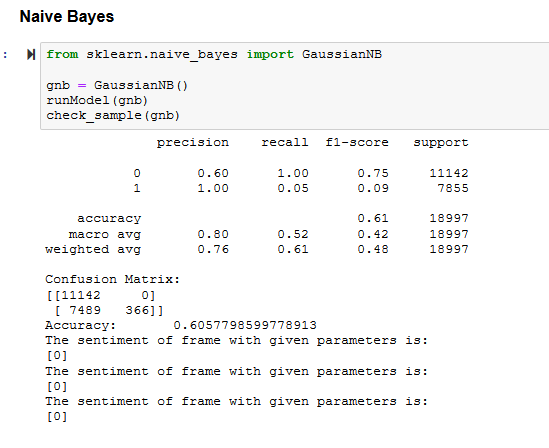 Naive Bayes
:
from sklearn.naive_bayes import GaussianNB
gnb = GaussianNB()
runModel(gnb)
check_sample(gnb)
precision recall f1-score support
0 0.60 1.00 0.75 11142
1 1.00 0.05 0.09 7855
accuracy 0.61 18997
macro avg 0.80 0.52 0.42 18997
weighted avg 0.76 0.61 0.48 18997
Confusion Matrix:
[[11142 0]
[ 7489 366]]
Accuracy: 0.6057798599778913
The sentiment of frame with given parameters is:
[0]
The sentiment of frame with given parameters is:
[0]
The sentiment of frame with given parameters is:
[0]